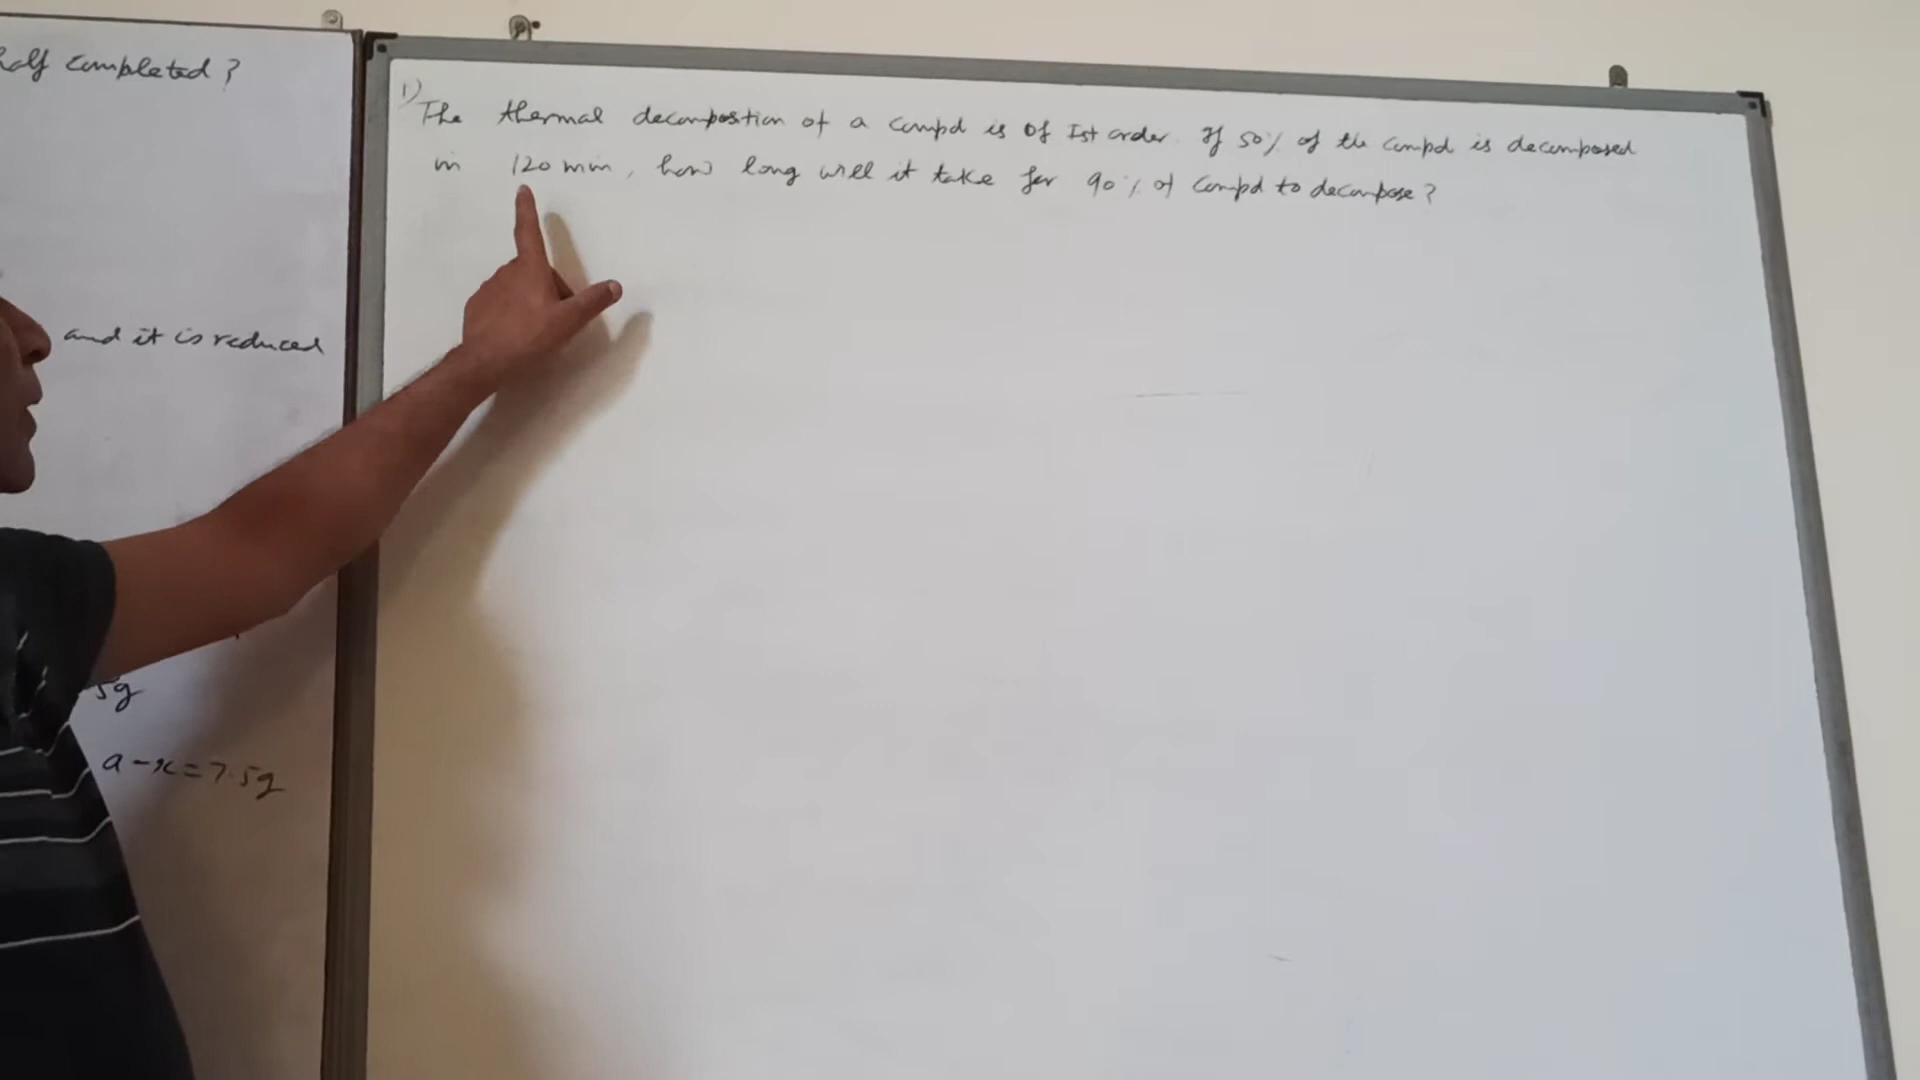 half completed?
and it is reduced
5g
a-x=7.5g
1)
The thermal decompostion of a compd is of Ist order. If 50% of the compd is decomposed
in 120 min, how long will it take for 90% of compd to decompose?